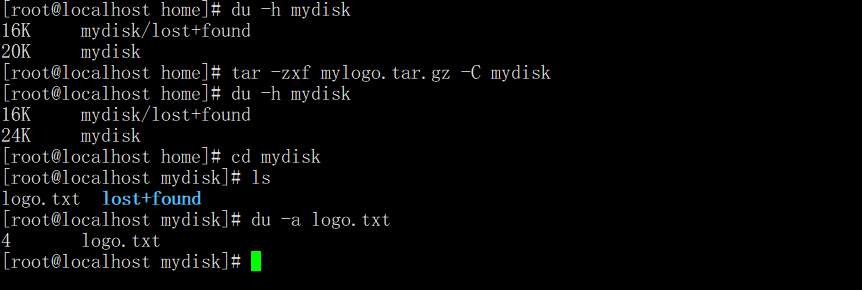 [root@localhost home]# du -h mydisk
16K     mydisk/lost+found
20K     mydisk
[root@localhost home]# tar -zxf mylogo.tar.gz -C mydisk
[root@localhost home]# du -h mydisk
16K     mydisk/lost+found
24K     mydisk
[root@localhost home]# cd mydisk
[root@localhost mydisk]# ls
logo.txt  lost+found
[root@localhost mydisk]# du -a logo.txt
4       logo.txt
[root@localhost mydisk]#